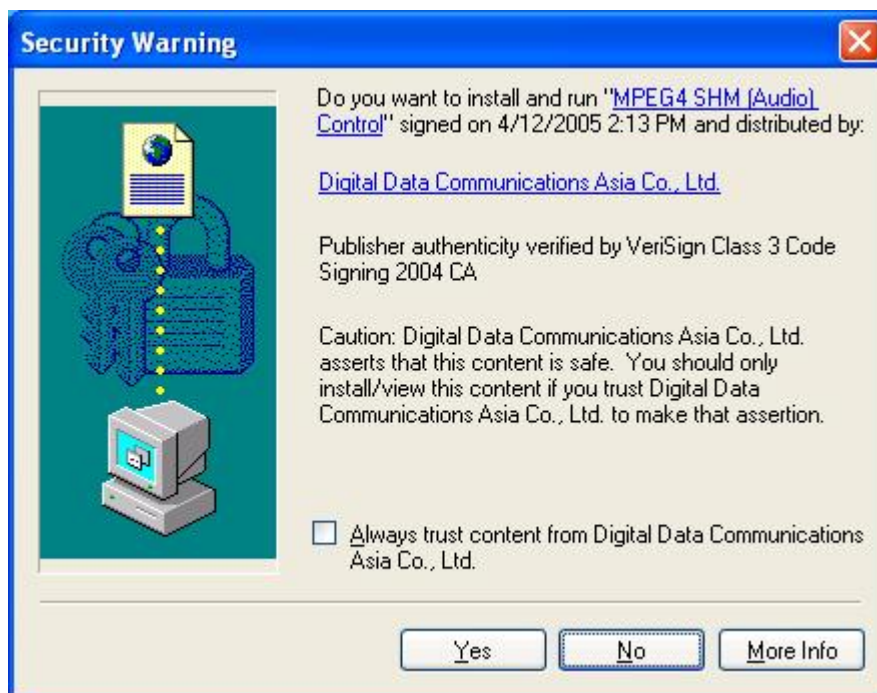 Security Warning
Do you want to install and run "MPEG4 SHM (Audio)
Control" signed on 4/12/2005 2:13 PM and distributed by:
Digital Data Communications Asia Co., Ltd.
Publisher authenticity verified by VeriSign Class 3 Code
Signing 2004 CA
Caution: Digital Data Communications Asia Co., Ltd.
asserts that this content is safe.  You should only
install/view this content if you trust Digital Data
Communications Asia Co., Ltd. to make that assertion.
Always trust content from Digital Data Communications
Asia Co., Ltd.
Yes
No
More Info